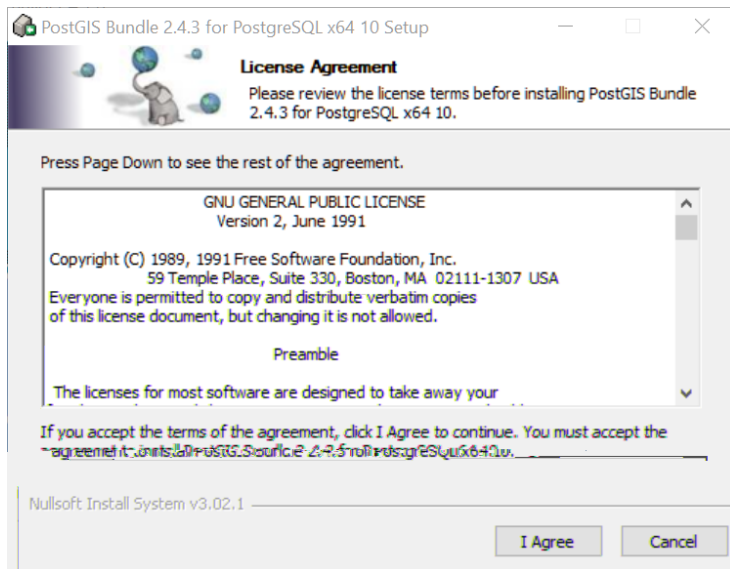 PostGIS Bundle 2.4.3 for PostgreSQL x64 10 Setup
License Agreement
Please review the license terms before installing PostGIS Bundle
2.4.3 for PostgreSQL x64 10.
Press Page Down to see the rest of the agreement.
GNU GENERAL PUBLIC LICENSE
Version 2, June 1991
Copyright (C) 1989, 1991 Free Software Foundation, Inc.
59 Temple Place, Suite 330, Boston, MA 02111-1307 USA
Everyone is permitted to copy and distribute verbatim copies
of this license document, but changing it is not allowed.
Preamble
The licenses for most software are designed to take away your
If you accept the terms of the agreement, click I Agree to continue. You must accept the
agreement
Nullsoft Install System v3.02.1
I Agree
Cancel